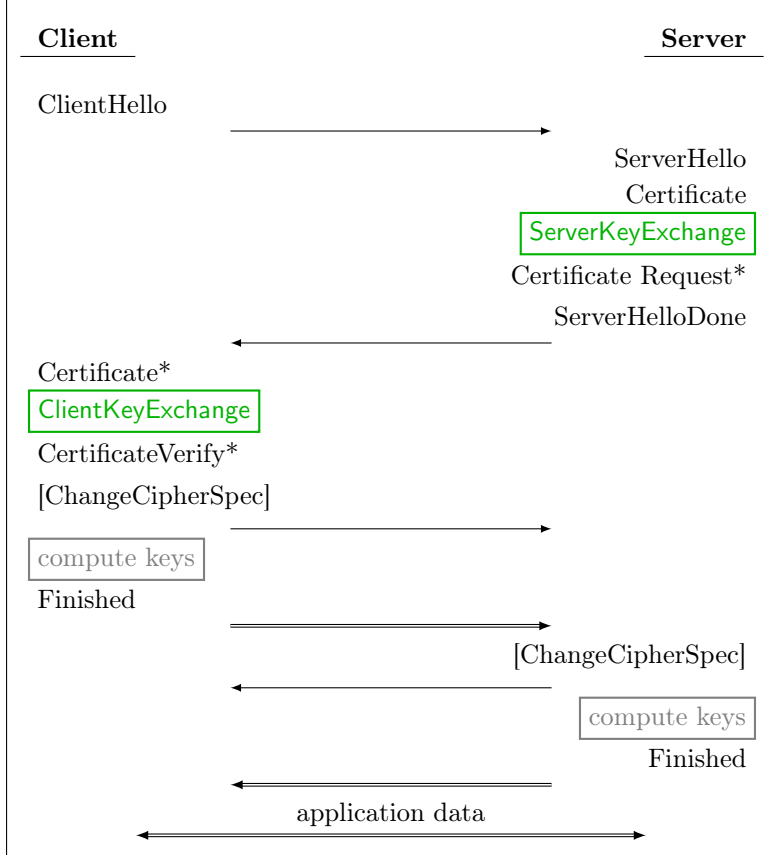 Client Server
ClientHello
ServerHello
Certificate
ServerKeyExchange
Certificate Request*
ServerHelloDone
Certificate*
ClientKeyExchange
CertificateVerify*
[ChangeCipherSpec]
compute keys
Finished
[ChangeCipherSpec]
compute keys
Finished
application data